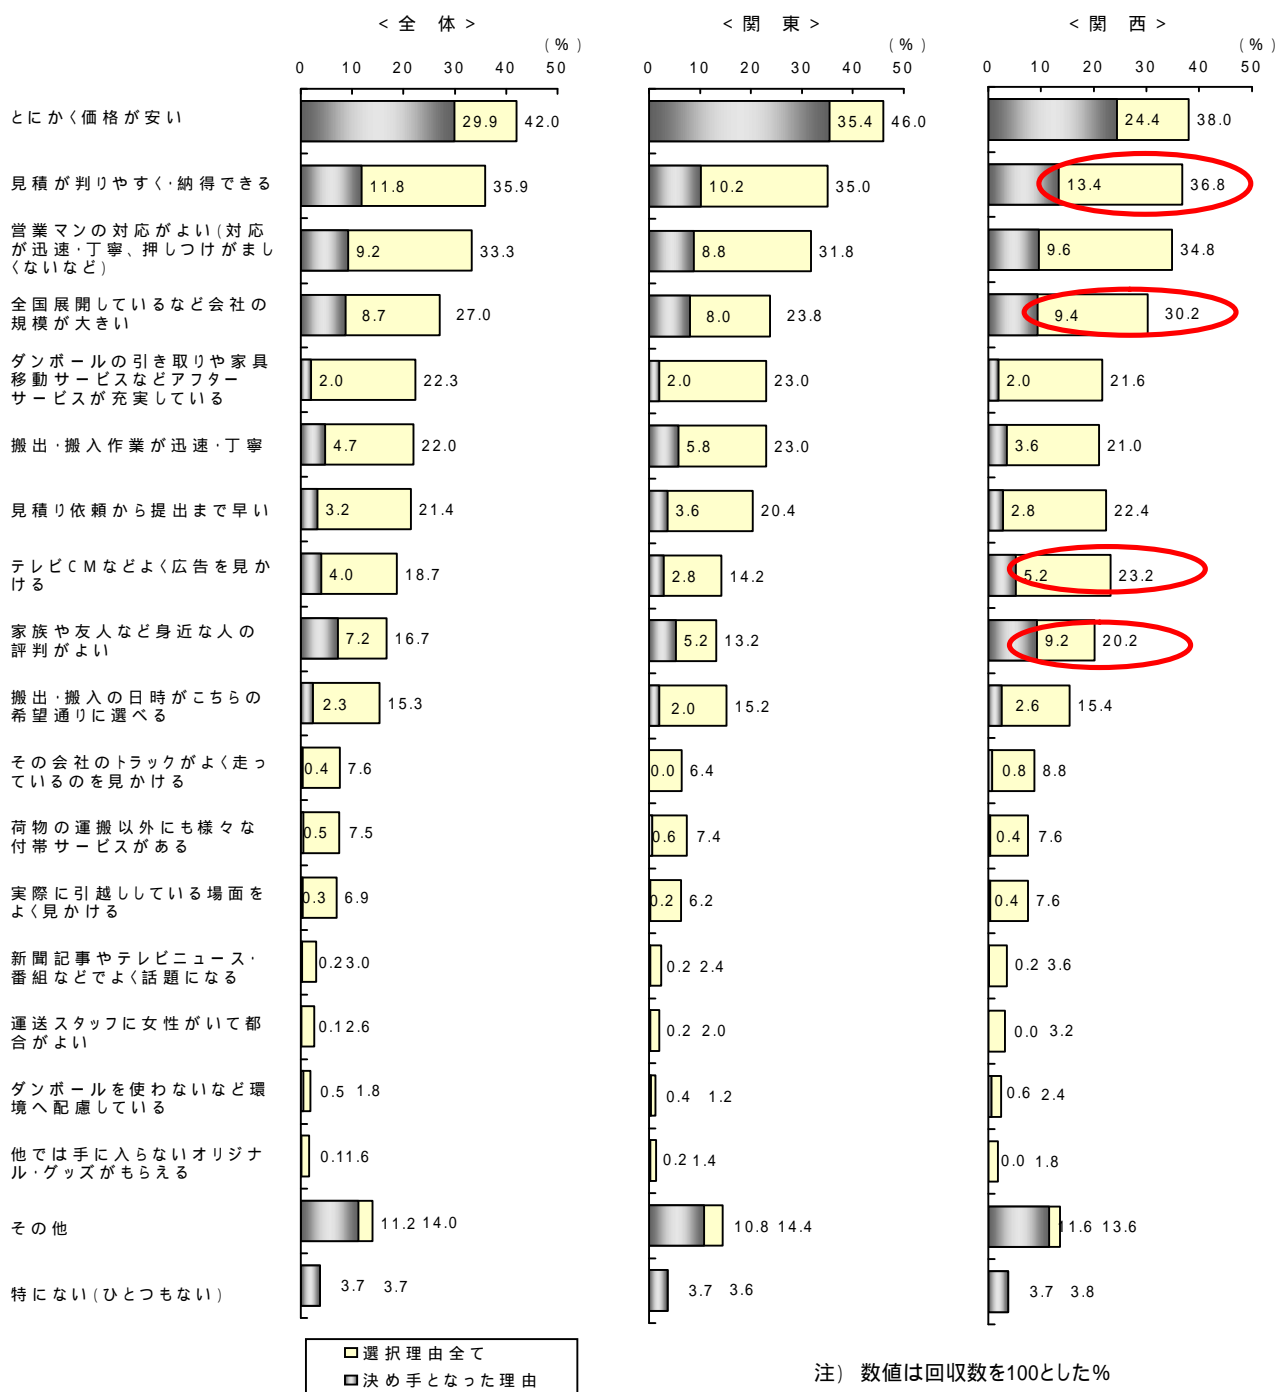 <全 体>
<関 東>
<関 西>
(%)
(%)
(%)
0 10 20 30 40 50
0 10 20 30 40 50
0 10 20 30 40 50
とにかく価格が安い
29.9 42.0
35.4 46.0
24.4 38.0
見積が判りやすく・納得できる
11.8 35.9
10.2 35.0
13.4 36.8
営業マンの対応がよい(対応
が迅速・丁寧、押しつけがまし
くないなど)
9.2 33.3
8.8 31.8
9.6 34.8
全国展開しているなど会社の
規模が大きい
8.7 27.0
8.0 23.8
9.4 30.2
ダンボールの引き取りや家具
移動サービスなどアフター
サービスが充実している
2.0 22.3
2.0 23.0
2.0 21.6
搬出・搬入作業が迅速・丁寧
4.7 22.0
5.8 23.0
3.6 21.0
見積り依頼から提出まで早い
3.2 21.4
3.6 20.4
2.8 22.4
テレビCMなどよく広告を見か
ける
4.0 18.7
2.8 14.2
5.2 23.2
家族や友人など身近な人の
評判がよい
7.2 16.7
5.2 13.2
9.2 20.2
搬出・搬入の日時がこちらの
希望通りに選べる
2.3 15.3
2.0 15.2
2.6 15.4
その会社のトラックがよく走っ
ているのを見かける
0.4 7.6
0.0 6.4
0.8 8.8
荷物の運搬以外にも様々な
付帯サービスがある
0.5 7.5
0.6 7.4
0.4 7.6
実際に引越ししている場面を
よく見かける
0.3 6.9
0.2 6.2
0.4 7.6
新聞記事やテレビニュース・
番組などでよく話題になる
0.2 3.0
0.2 2.4
0.2 3.6
運送スタッフに女性がいて都
合がよい
0.1 2.6
0.2 2.0
0.0 3.2
ダンボールを使わないなど環
境へ配慮している
0.5 1.8
0.4 1.2
0.6 2.4
他では手に入らないオリジナ
ル・グッズがもらえる
0.1 1.6
0.2 1.4
0.0 1.8
その他
11.2 14.0
10.8 14.4
11.6 13.6
特にない(ひとつもない)
3.7 3.7
3.7 3.6
3.7 3.8
選択理由全て
決め手となった理由
注) 数値は回収数を100とした%